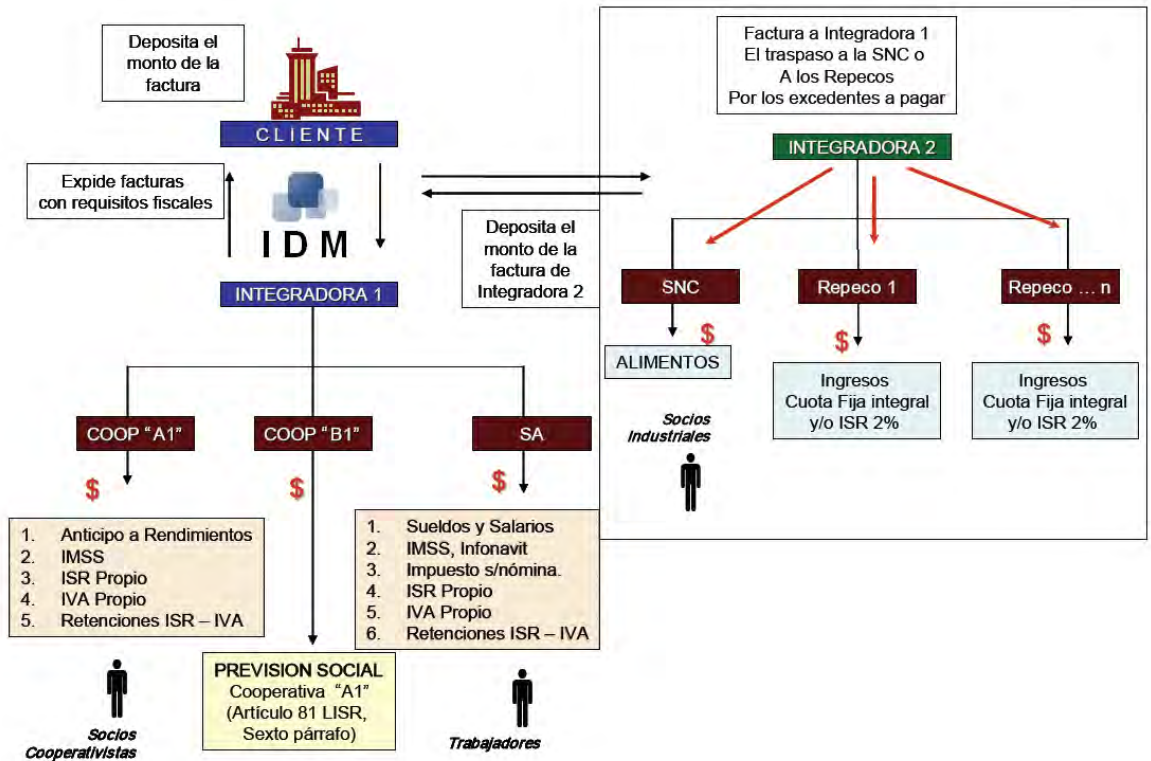 Deposita el
monto de la
factura
CLIENTE
Expide facturas
con requisitos fiscales
IDM
INTEGRADORA 1
Deposita el
monto de la
factura de
Integradora 2
Factura a Integradora 1
El traspaso a la SNC o
A los Repecos
Por los excedentes a pagar
INTEGRADORA 2
SNC
Repeco 1
Repeco ... n
$
$
$
ALIMENTOS
Ingresos
Cuota Fija integral
y/o ISR 2%
Ingresos
Cuota Fija integral
y/o ISR 2%
Socios
Industriales
COOP "A1"
COOP "B1"
SA
$
$
$
1. Anticipo a Rendimientos
2. IMSS
3. ISR Propio
4. IVA Propio
5. Retenciones ISR – IVA
1. Sueldos y Salarios
2. IMSS, Infonavit
3. Impuesto s/nómina.
4. ISR Propio
5. IVA Propio
6. Retenciones ISR – IVA
PREVISION SOCIAL
Cooperativa "A1"
(Artículo 81 LISR,
Sexto párrafo)
Socios
Cooperativistas
Trabajadores